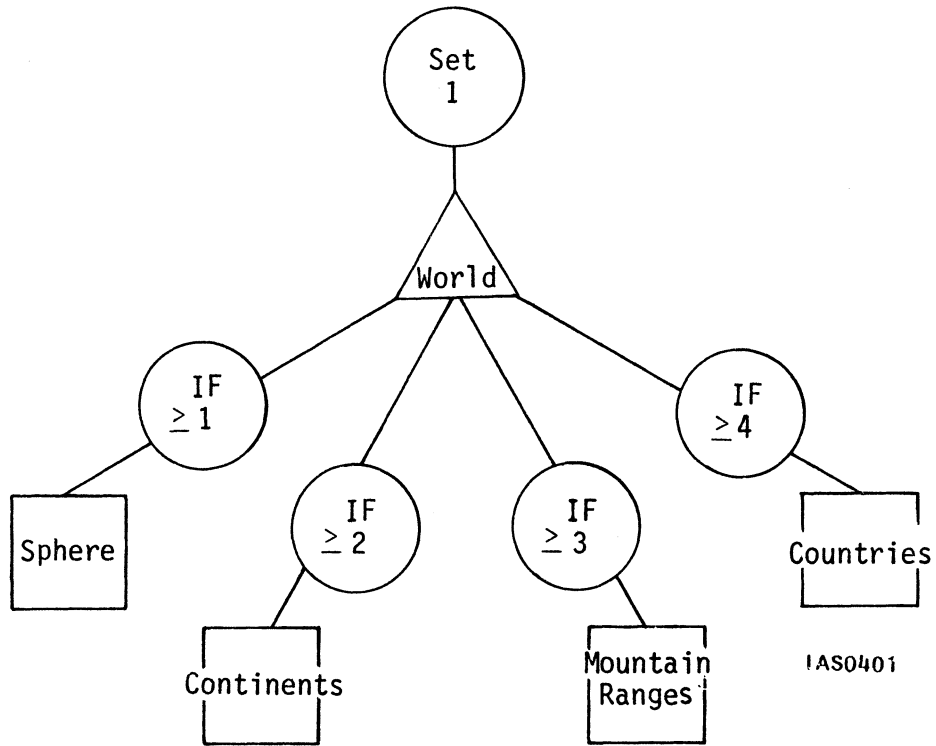 Set
1
World
IF
≥ 1
IF
≥ 4
IF
≥ 2
IF
≥ 3
Sphere
Countries
Continents
Mountain
Ranges
IAS0401